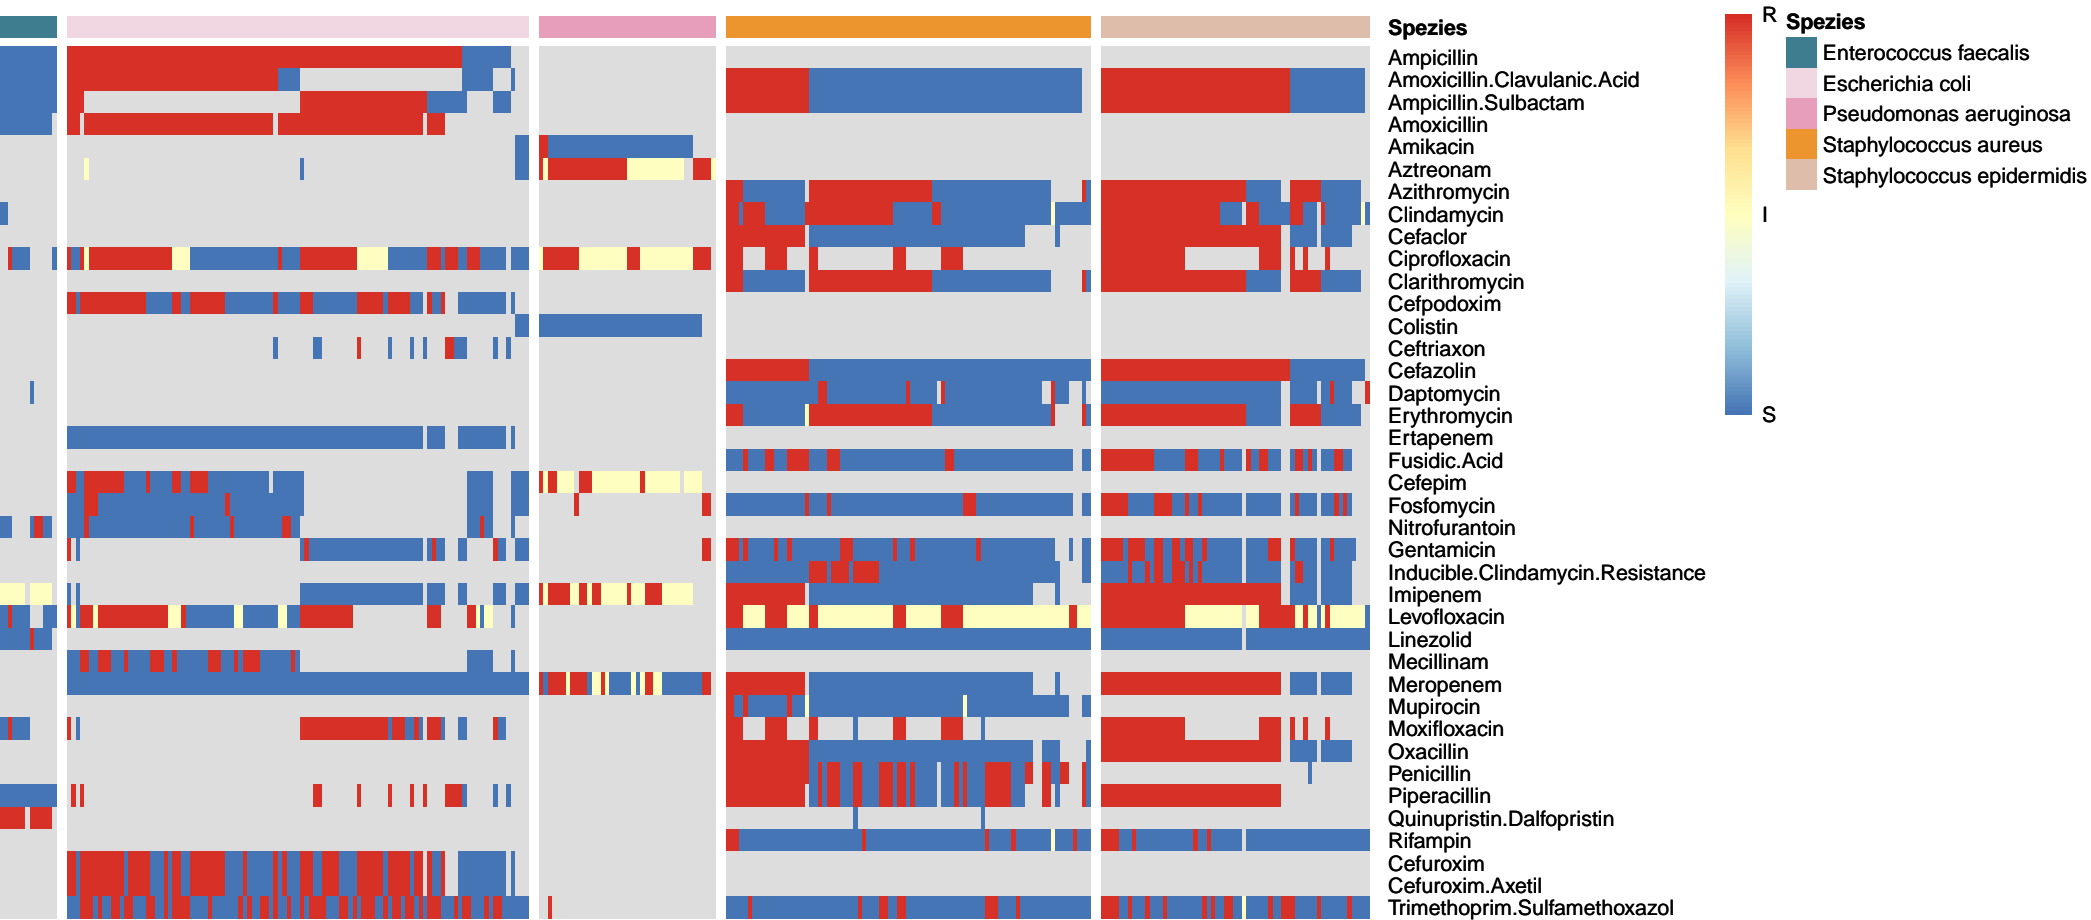 Spezies
Ampicillin
Amoxicillin.Clavulanic.Acid
Ampicillin.Sulbactam
Amoxicillin
Amikacin
Aztreonam
Azithromycin
Clindamycin
Cefaclor
Ciprofloxacin
Clarithromycin
Cefpodoxim
Colistin
Ceftriaxon
Cefazolin
Daptomycin
Erythromycin
Ertapenem
Fusidic.Acid
Cefepim
Fosfomycin
Nitrofurantoin
Gentamicin
Inducible.Clindamycin.Resistance
Imipenem
Levofloxacin
Linezolid
Mecillinam
Meropenem
Mupirocin
Moxifloxacin
Oxacillin
Penicillin
Piperacillin
Quinupristin.Dalfopristin
Rifampin
Cefuroxim
Cefuroxim.Axetil
Trimethoprim.Sulfamethoxazol
R
I
S
Spezies
Enterococcus faecalis
Escherichia coli
Pseudomonas aeruginosa
Staphylococcus aureus
Staphylococcus epidermidis